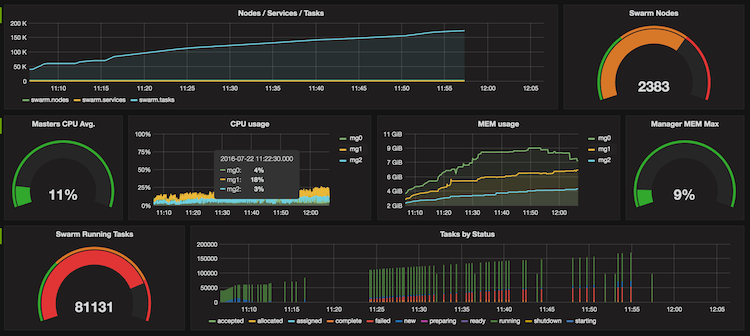 Nodes / Services / Tasks
200 K
150 K
100 K
50 K
0
11:10 11:15 11:20 11:25 11:30 11:35 11:40 11:45 11:50 11:55 12:00 12:05
swarm.nodes swarm.services swarm.tasks
Swarm Nodes
2383
Masters CPU Avg.
11%
CPU usage
100%
75%
50%
25%
0%
2016-07-22 11:22:30.000
mg0: 4%
mg1: 18%
mg2: 3%
11:10 11:20 11:30 11:40 11:50 12:00
mg0
mg1
mg2
MEM usage
11 GiB
9 GiB
6 GiB
4 GiB
2 GiB
11:10 11:20 11:30 11:40 11:50 12:00
mg0
mg1
mg2
Manager MEM Max
9%
Swarm Running Tasks
81131
Tasks by Status
200000
150000
100000
50000
0
11:10 11:15 11:20 11:25 11:30 11:35 11:40 11:45 11:50 11:55 12:00 12:05
accepted allocated assigned complete failed new preparing ready running shutdown starting